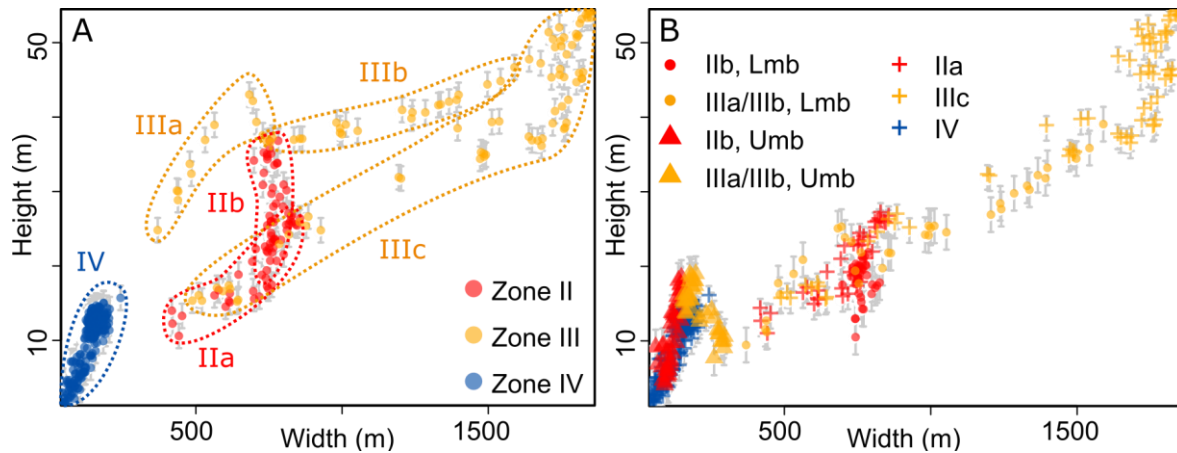 A
50
10
Height (m)
500
1500
Width (m)
IIIa
IIIb
IIb
IIIc
IIa
IV
Zone II
Zone III
Zone IV
B
50
10
Height (m)
500
1500
Width (m)
IIb, Lmb
IIIa/IIIb, Lmb
IIb, Umb
IIIa/IIIb, Umb
IIa
IIIc
IV